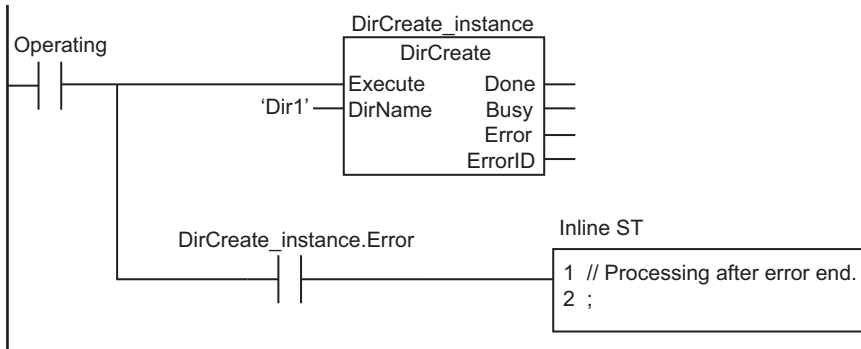 DirCreate_instance
Operating
DirCreate
Execute Done
‘Dir1’ DirName Busy
Error
ErrorID
DirCreate_instance.Error
Inline ST
1 // Processing after error end.
2 ;